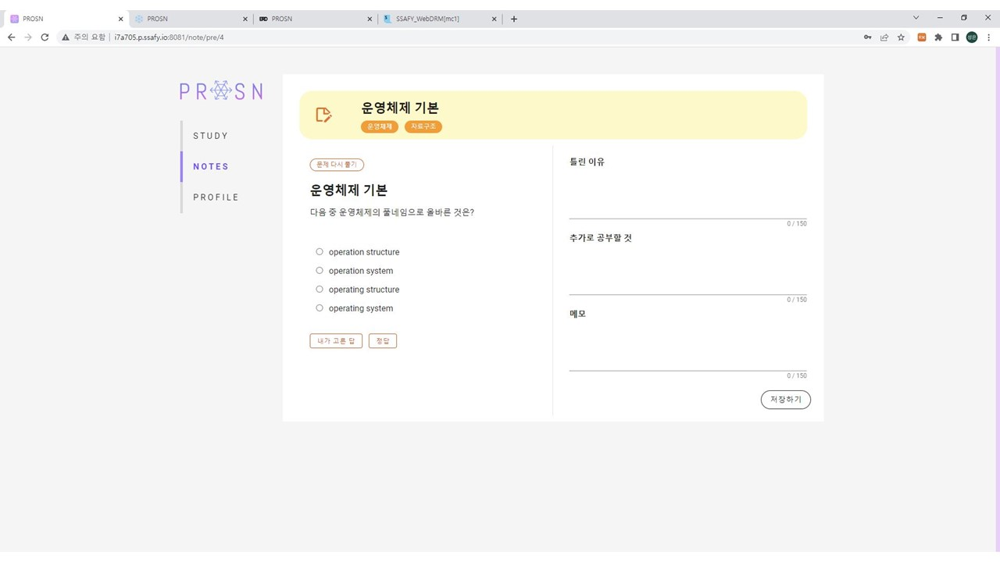 PROSN
PROSN
PROSN
SSAFY_WebDRM[mc1]
주의 요함
i7a705.p.ssafy.io:8081/note/pre/4
PROSN
STUDY
NOTES
PROFILE
운영체제 기본
운영체제 자료구조
문제 다시 풀기
운영체제 기본
다음 중 운영체제의 풀네임으로 올바른 것은?
operation structure
operation system
operating structure
operating system
내가 고른 답 정답
틀린 이유
0 / 150
추가로 공부할 것
0 / 150
메모
0 / 150
저장하기